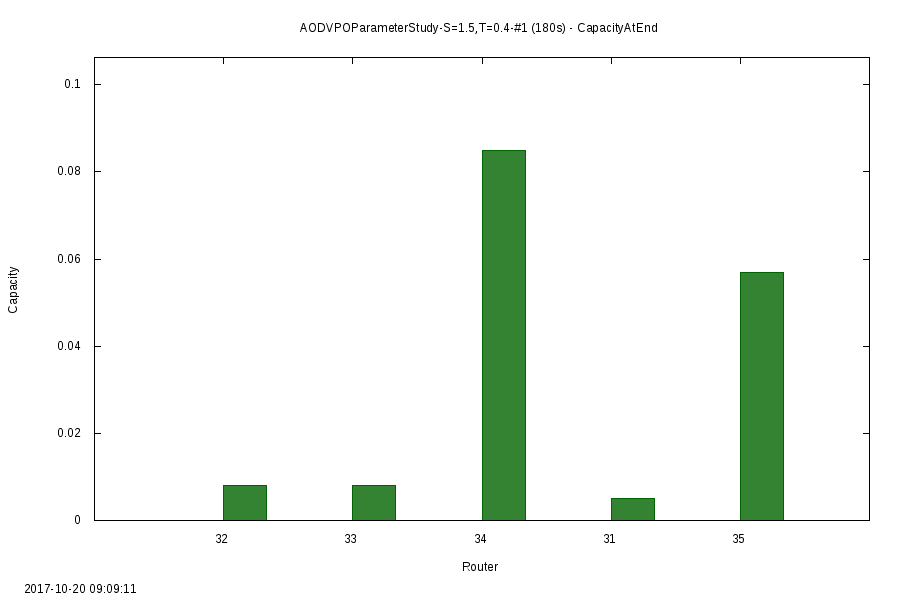 AODVPOParameterStudy-S=1.5,T=0.4-#1 (180s) - CapacityAtEnd
0.1
0.08
0.06
0.04
0.02
0
Capacity
32 33 34 31 35
Router
2017-10-20 09:09:11